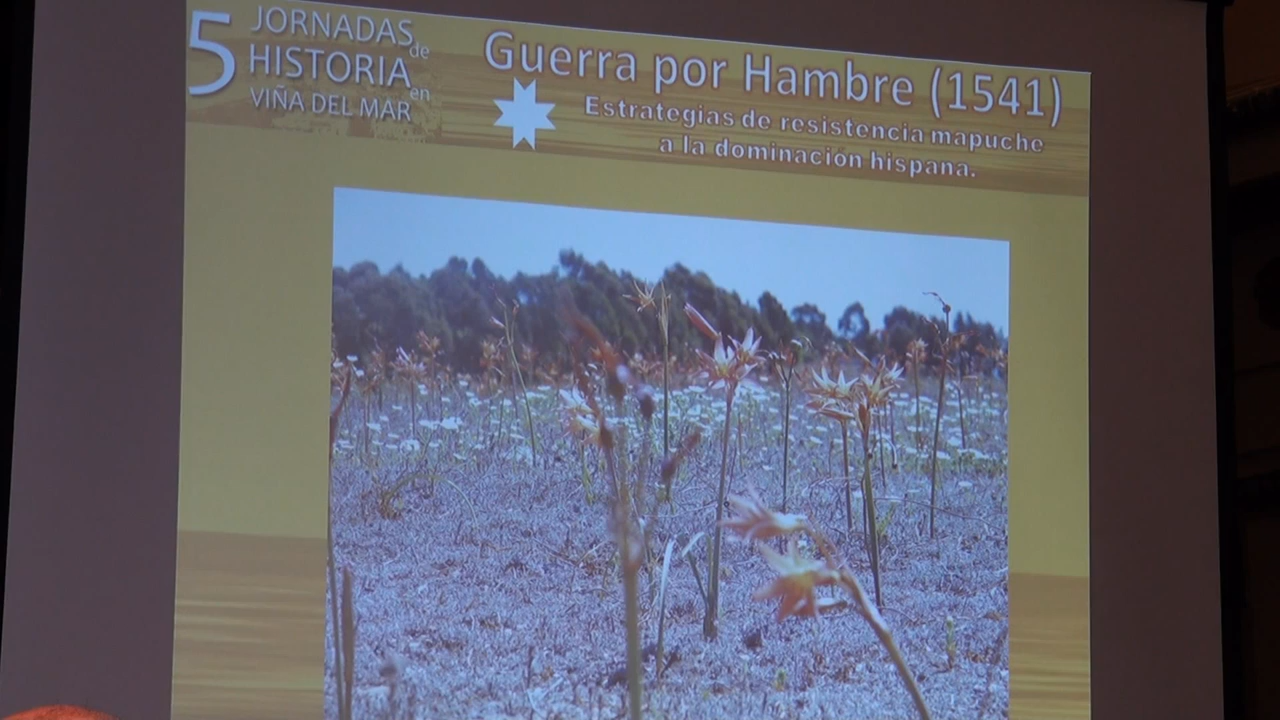 5 JORNADAS de
HISTORIA en
VIÑA DEL MAR
Guerra por Hambre (1541)
Estrategias de resistencia mapuche
a la dominación hispana.